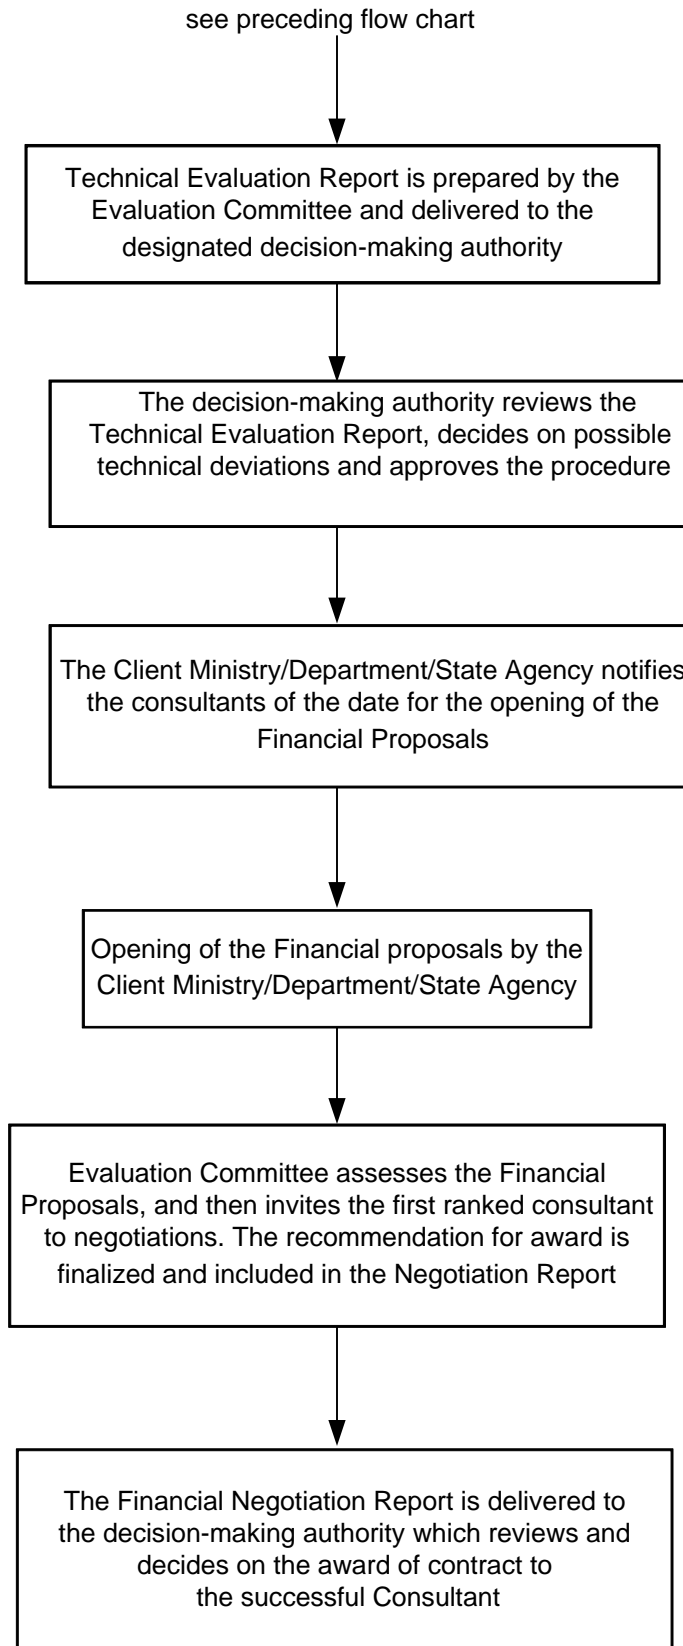 see preceding flow chart
Technical Evaluation Report is prepared by the
Evaluation Committee and delivered to the
designated decision-making authority
The decision-making authority reviews the
Technical Evaluation Report, decides on possible
technical deviations and approves the procedure
The Client Ministry/Department/State Agency notifies
the consultants of the date for the opening of the
Financial Proposals
Opening of the Financial proposals by the
Client Ministry/Department/State Agency
Evaluation Committee assesses the Financial
Proposals, and then invites the first ranked consultant
to negotiations. The recommendation for award is
finalized and included in the Negotiation Report
The Financial Negotiation Report is delivered to
the decision-making authority which reviews and
decides on the award of contract to
the successful Consultant